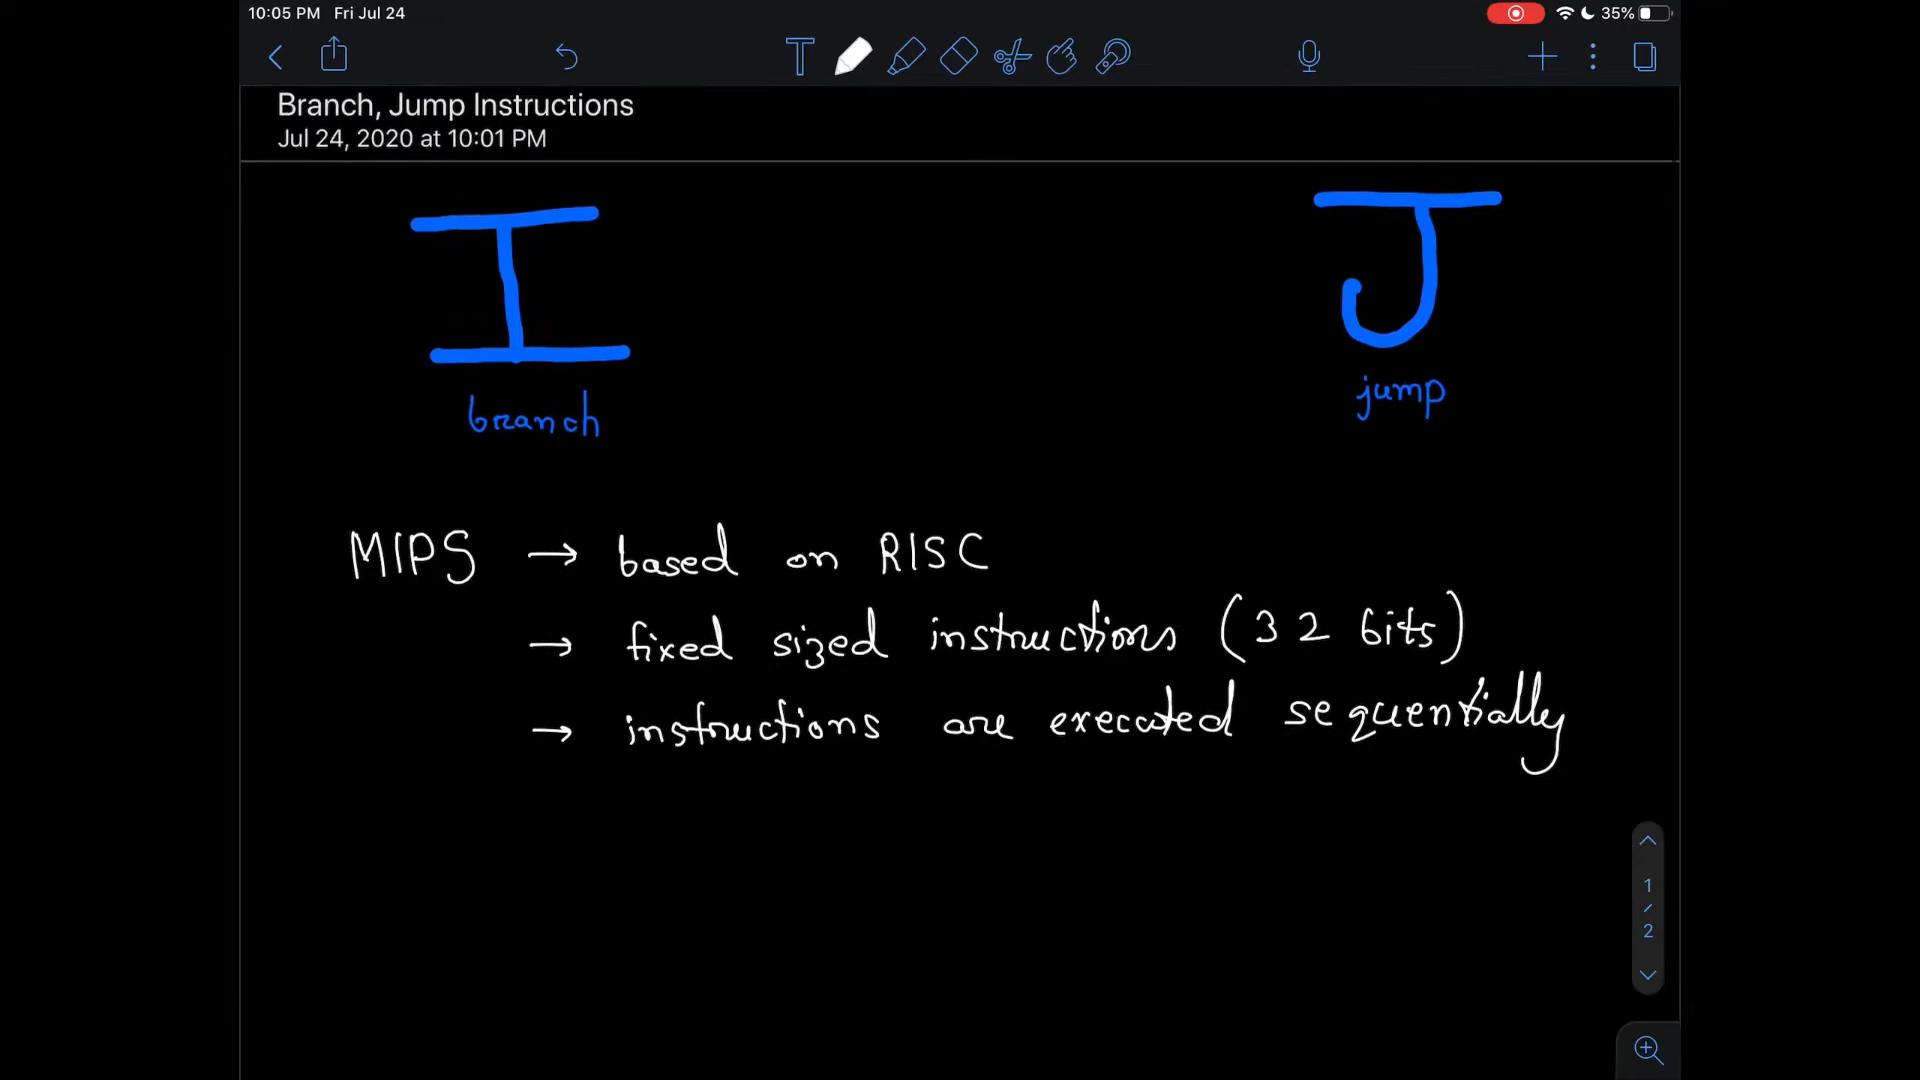 10:05 PM Fri Jul 24 35%
Branch, Jump Instructions
Jul 24, 2020 at 10:01 PM
I J
branch jump
MIPS → based on RISC
→ fixed sized instructions (32 bits)
→ instructions are executed sequentially
1
/
2